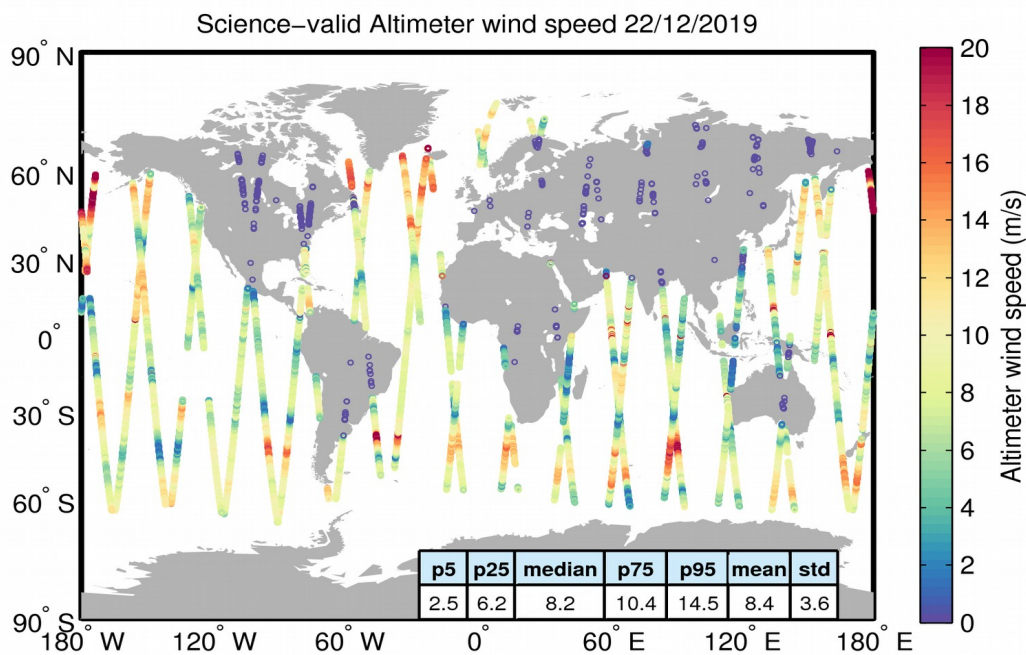 Science−valid Altimeter wind speed 22/12/2019
90° N
60° N
30° N
0°
30° S
60° S
90° S
180° W
120° W
60° W
0°
60° E
120° E
180° E
p5 p25 median p75 p95 mean std
2.5 6.2 8.2 10.4 14.5 8.4 3.6
20
18
16
14
12
10
8
6
4
2
0
Altimeter wind speed (m/s)